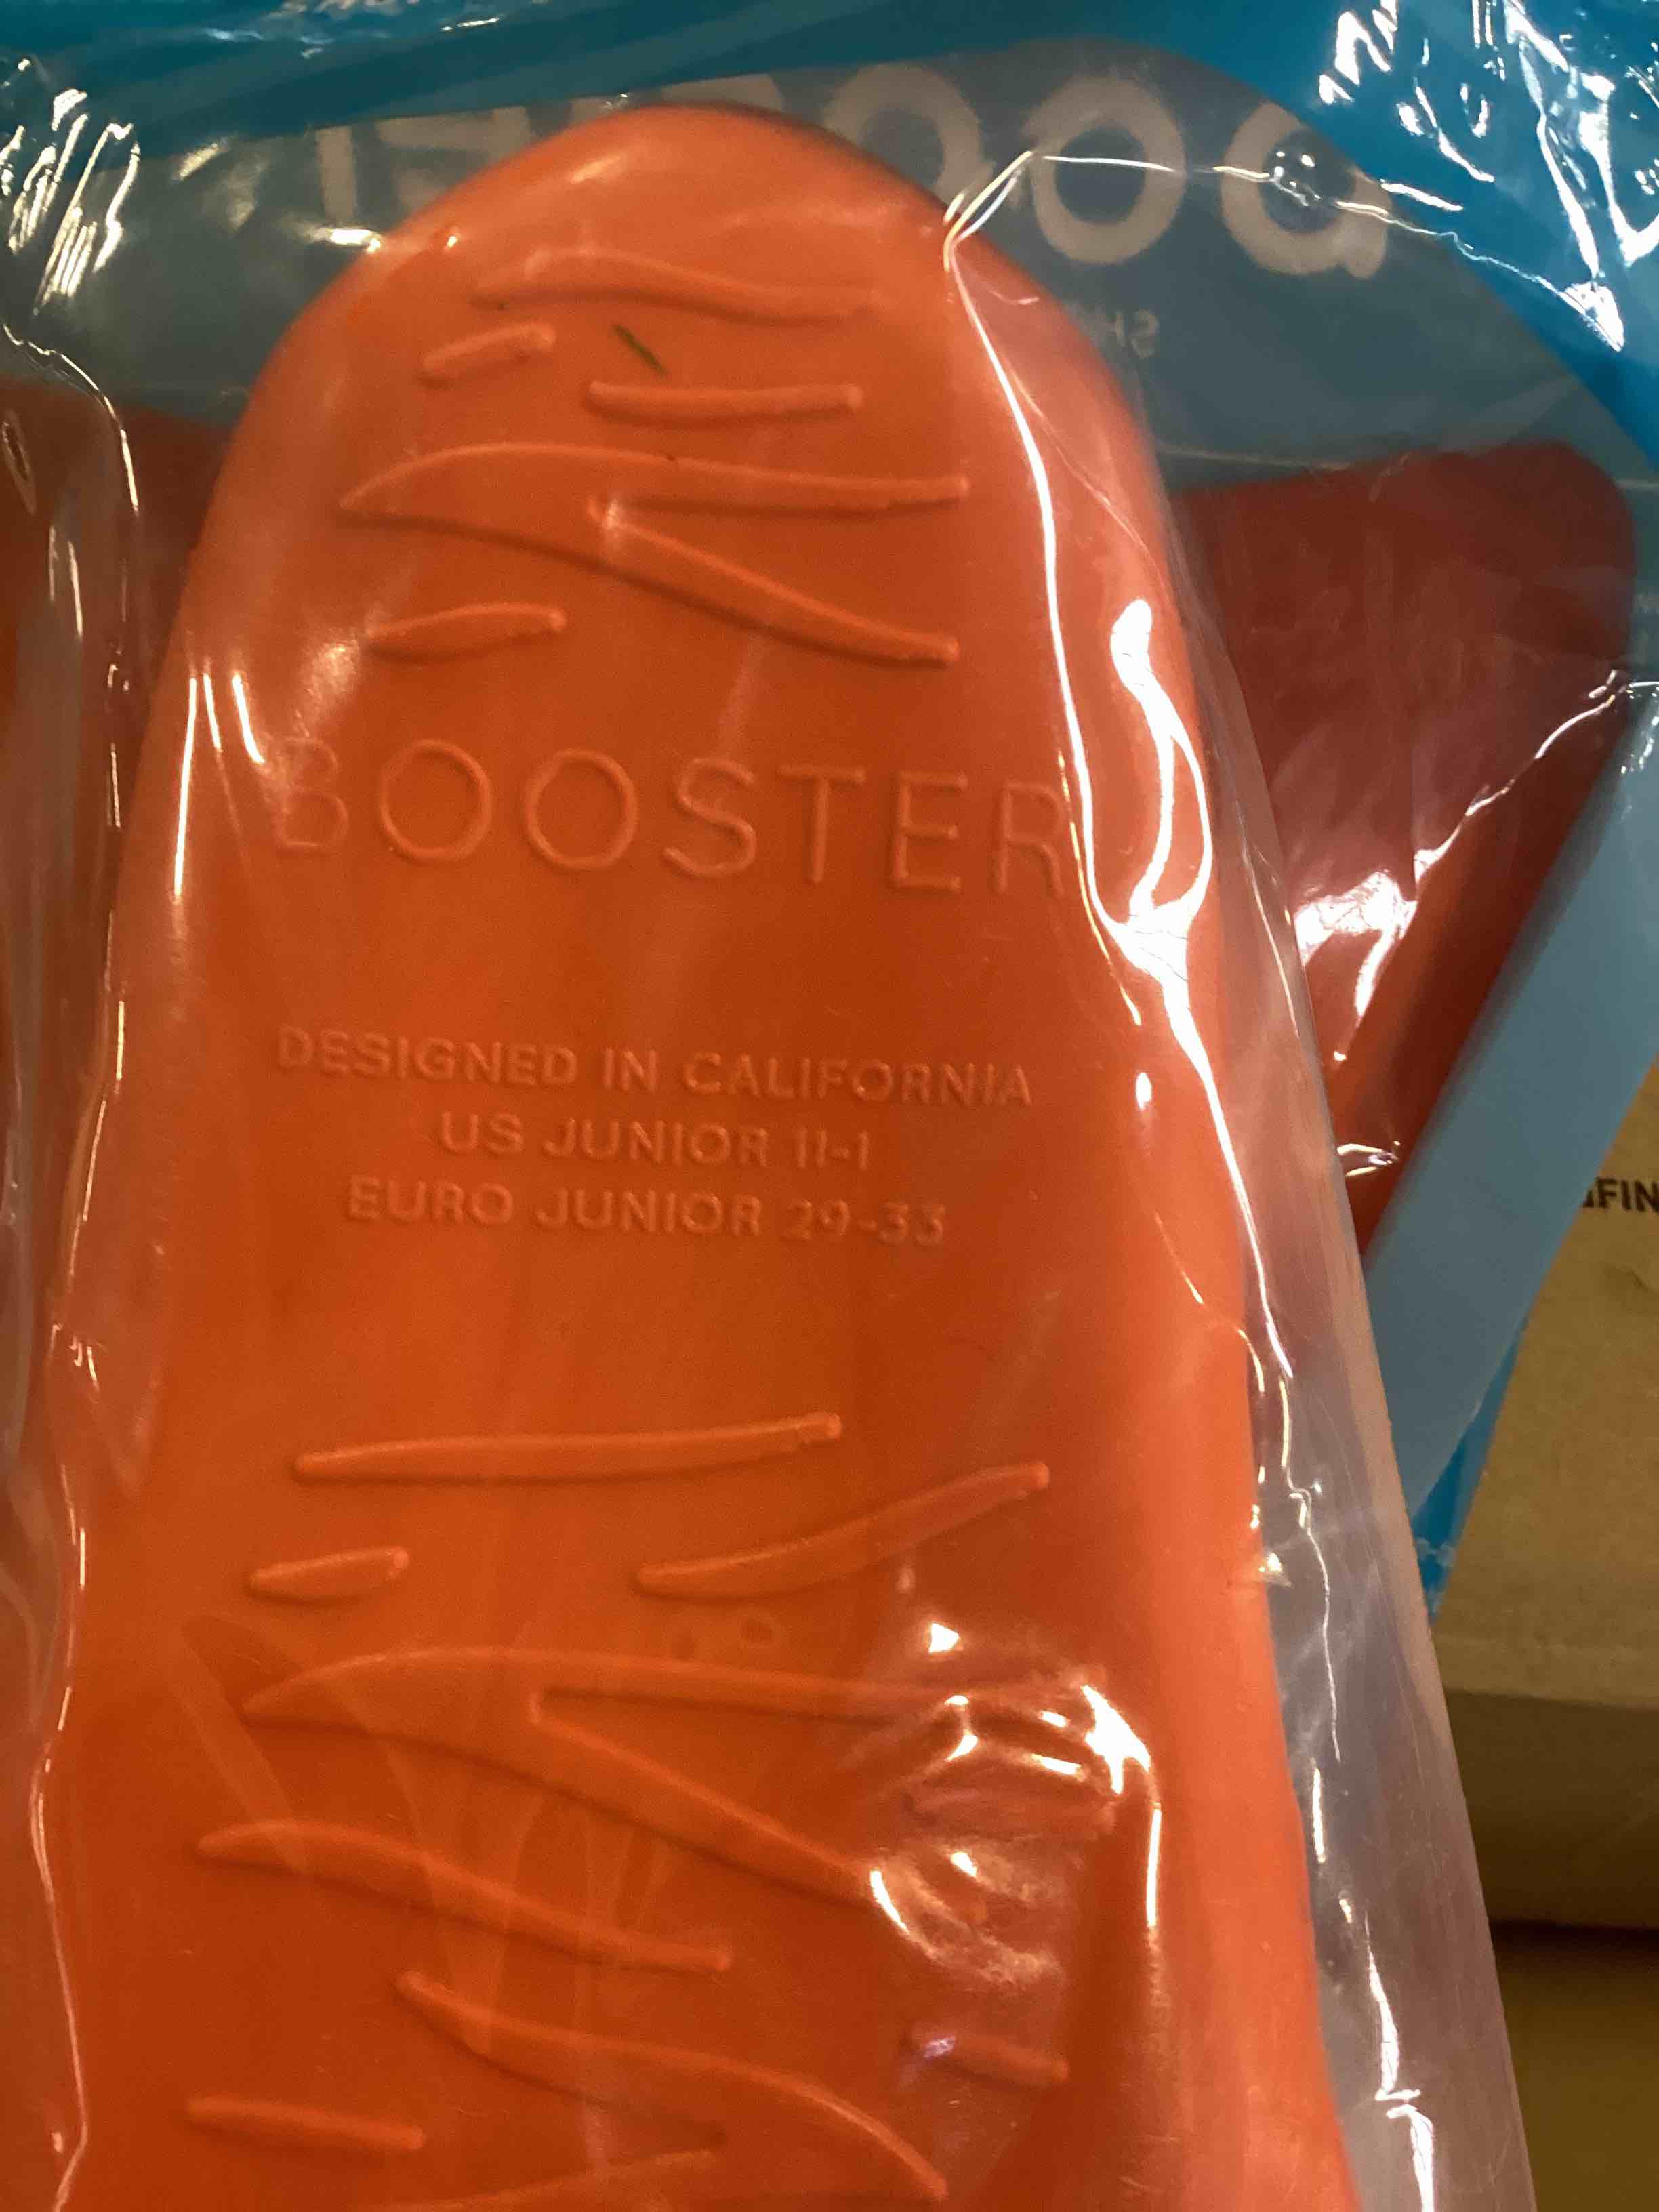 BOOSTER
DESIGNED IN CALIFORNIA
US JUNIOR 11-1
EURO JUNIOR 29-33